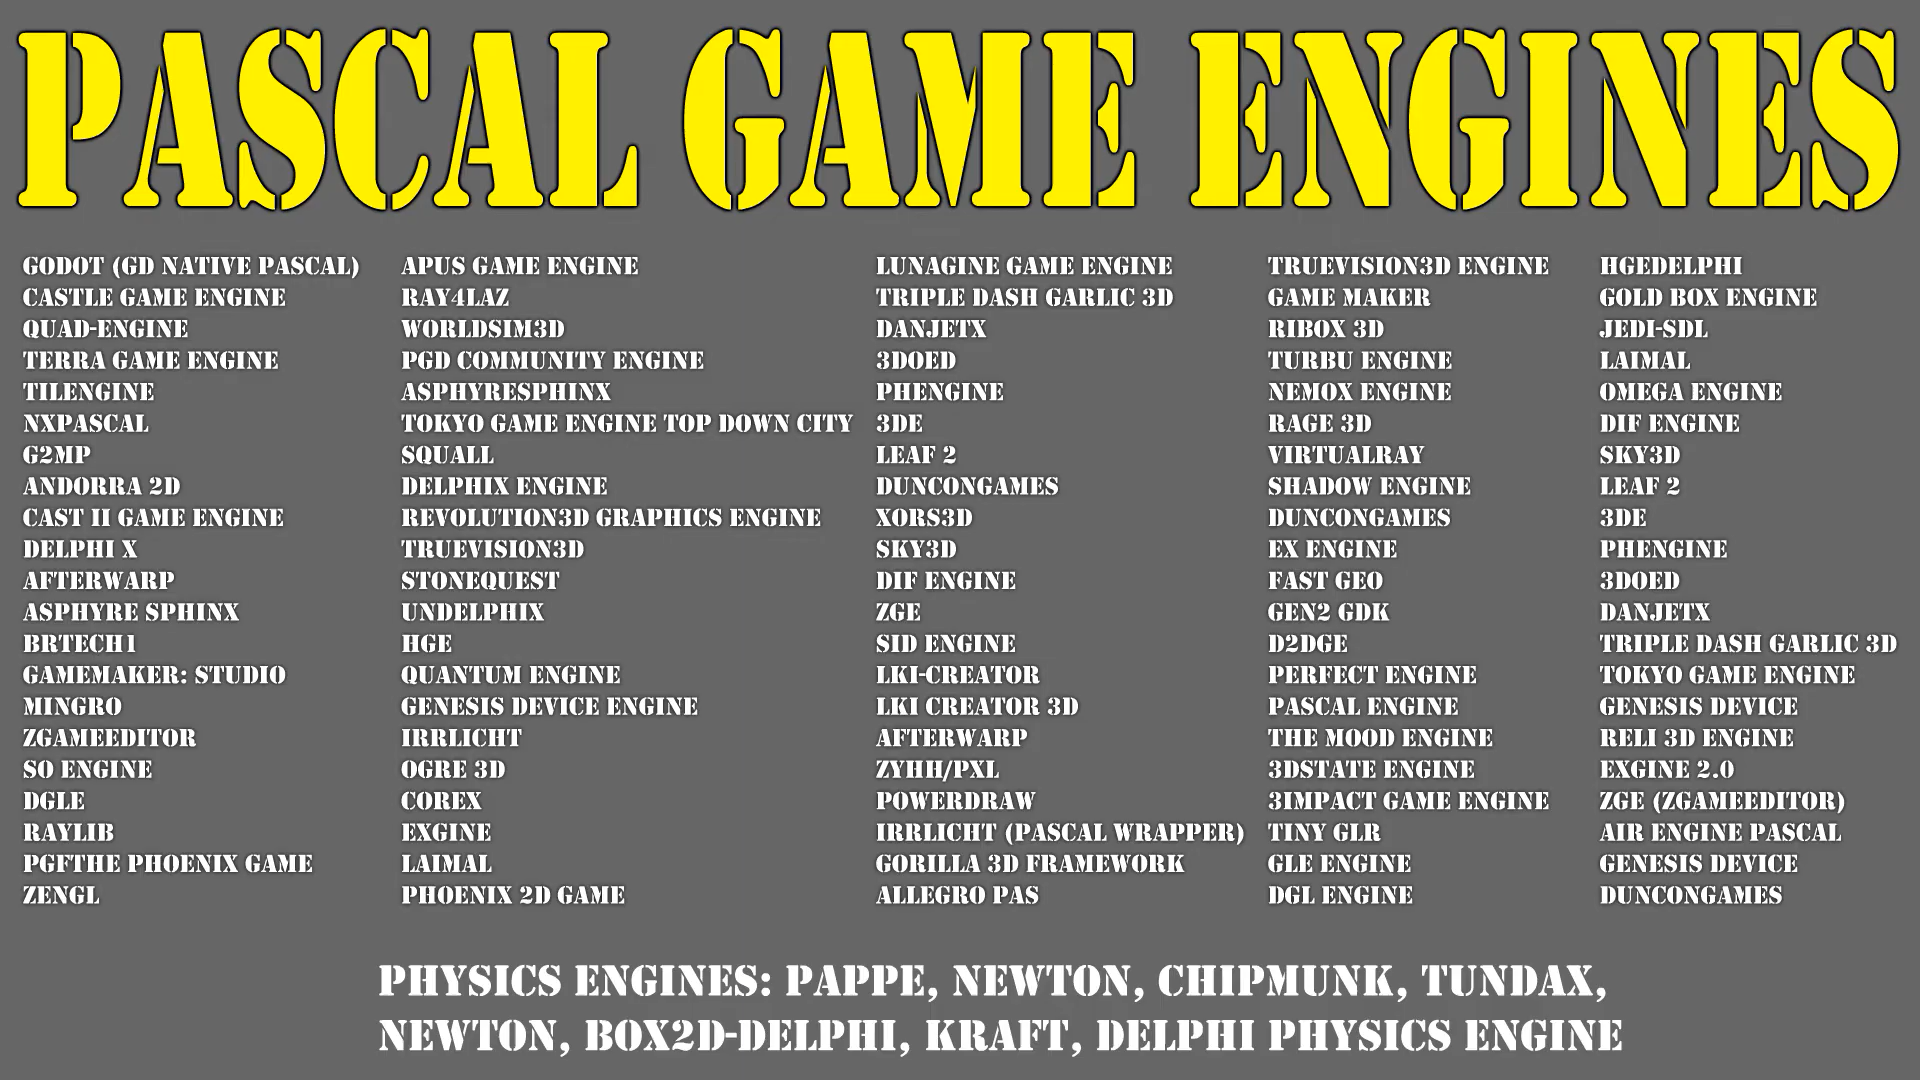 PASCAL GAME ENGINES
GODOT (GD NATIVE PASCAL)
CASTLE GAME ENGINE
QUAD-ENGINE
TERRA GAME ENGINE
TILENGINE
NXPASCAL
G2MP
ANDORRA 2D
CAST II GAME ENGINE
DELPHI X
AFTERWARP
ASPHYRE SPHINX
BRTECH1
GAMEMAKER: STUDIO
MINGRO
ZGAMEEDITOR
SO ENGINE
DGLE
RAYLIB
PGFTHE PHOENIX GAME
ZENGL
APUS GAME ENGINE
RAY4LAZ
WORLDSIM3D
PGD COMMUNITY ENGINE
ASPHYRESPHINX
TOKYO GAME ENGINE TOP DOWN CITY
SQUALL
DELPHIX ENGINE
REVOLUTION3D GRAPHICS ENGINE
TRUEVISION3D
STONEQUEST
UNDELPHIX
HGE
QUANTUM ENGINE
GENESIS DEVICE ENGINE
IRRLICHT
OGRE 3D
COREX
EXGINE
LAIMAL
PHOENIX 2D GAME
LUNAGINE GAME ENGINE
TRIPLE DASH GARLIC 3D
DANJETX
3DOED
PHENGINE
3DE
LEAF 2
DUNCONGAMES
XORS3D
SKY3D
DIF ENGINE
ZGE
SID ENGINE
LKI-CREATOR
LKI CREATOR 3D
AFTERWARP
ZYHH/PXL
POWERDRAW
IRRLICHT (PASCAL WRAPPER)
GORILLA 3D FRAMEWORK
ALLEGRO PAS
TRUEVISION3D ENGINE
GAME MAKER
RIBOX 3D
TURBU ENGINE
NEMOX ENGINE
RAGE 3D
VIRTUALRAY
SHADOW ENGINE
DUNCONGAMES
EX ENGINE
FAST GEO
GEN2 GDK
D2DGE
PERFECT ENGINE
PASCAL ENGINE
THE MOOD ENGINE
3DSTATE ENGINE
3IMPACT GAME ENGINE
TINY GLR
GLE ENGINE
DGL ENGINE
HGEDELPHI
GOLD BOX ENGINE
JEDI-SDL
LAIMAL
OMEGA ENGINE
DIF ENGINE
SKY3D
LEAF 2
3DE
PHENGINE
3DOED
DANJETX
TRIPLE DASH GARLIC 3D
TOKYO GAME ENGINE
GENESIS DEVICE
RELI 3D ENGINE
EXGINE 2.0
ZGE (ZGAMEEDITOR)
AIR ENGINE PASCAL
GENESIS DEVICE
DUNCONGAMES
PHYSICS ENGINES: PAPPE, NEWTON, CHIPMUNK, TUNDAX,
NEWTON, BOX2D-DELPHI, KRAFT, DELPHI PHYSICS ENGINE